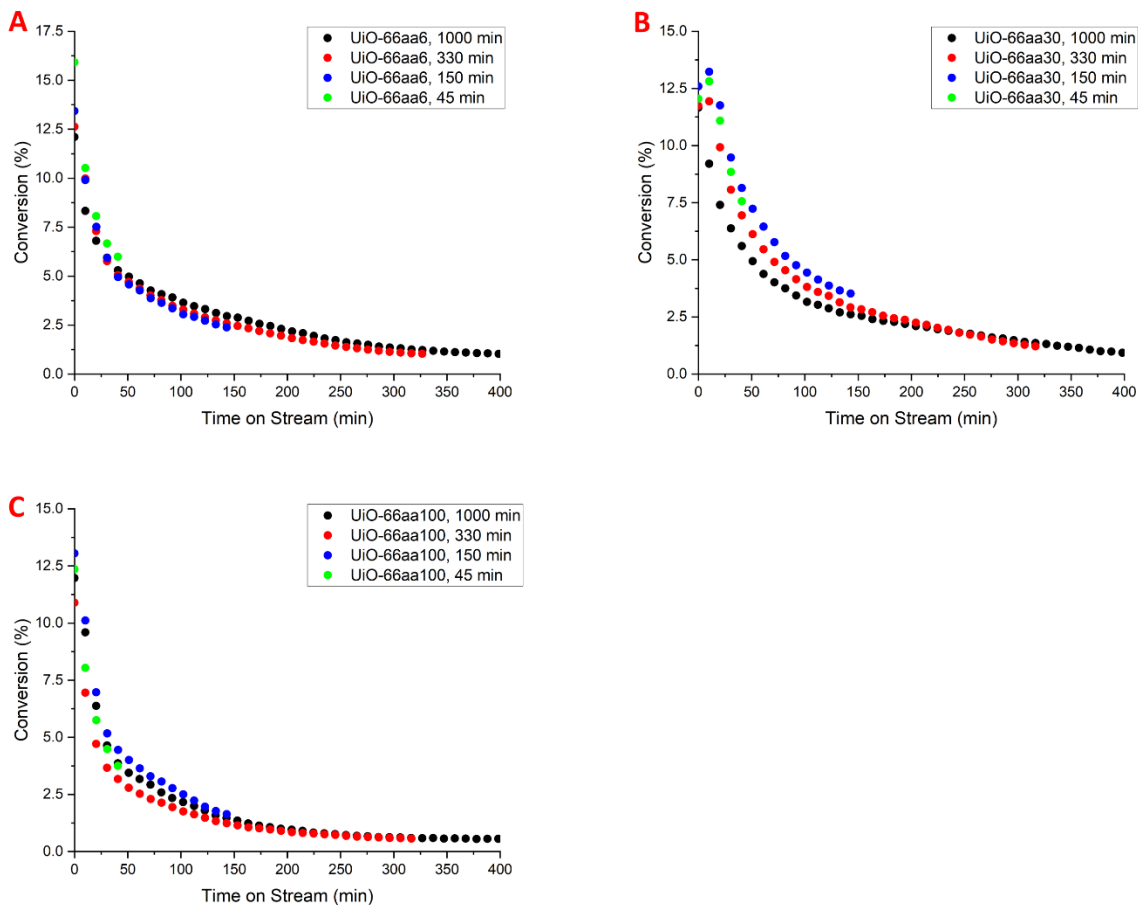 A
17.5
15.0
12.5
10.0
7.5
5.0
2.5
0.0
Conversion (%)
UiO-66aa6, 1000 min
UiO-66aa6, 330 min
UiO-66aa6, 150 min
UiO-66aa6, 45 min
0 50 100 150 200 250 300 350 400
Time on Stream (min)
B
15.0
12.5
10.0
7.5
5.0
2.5
0.0
Conversion (%)
UiO-66aa30, 1000 min
UiO-66aa30, 330 min
UiO-66aa30, 150 min
UiO-66aa30, 45 min
0 50 100 150 200 250 300 350 400
Time on Stream (min)
C
15.0
12.5
10.0
7.5
5.0
2.5
0.0
Conversion (%)
UiO-66aa100, 1000 min
UiO-66aa100, 330 min
UiO-66aa100, 150 min
UiO-66aa100, 45 min
0 50 100 150 200 250 300 350 400
Time on Stream (min)